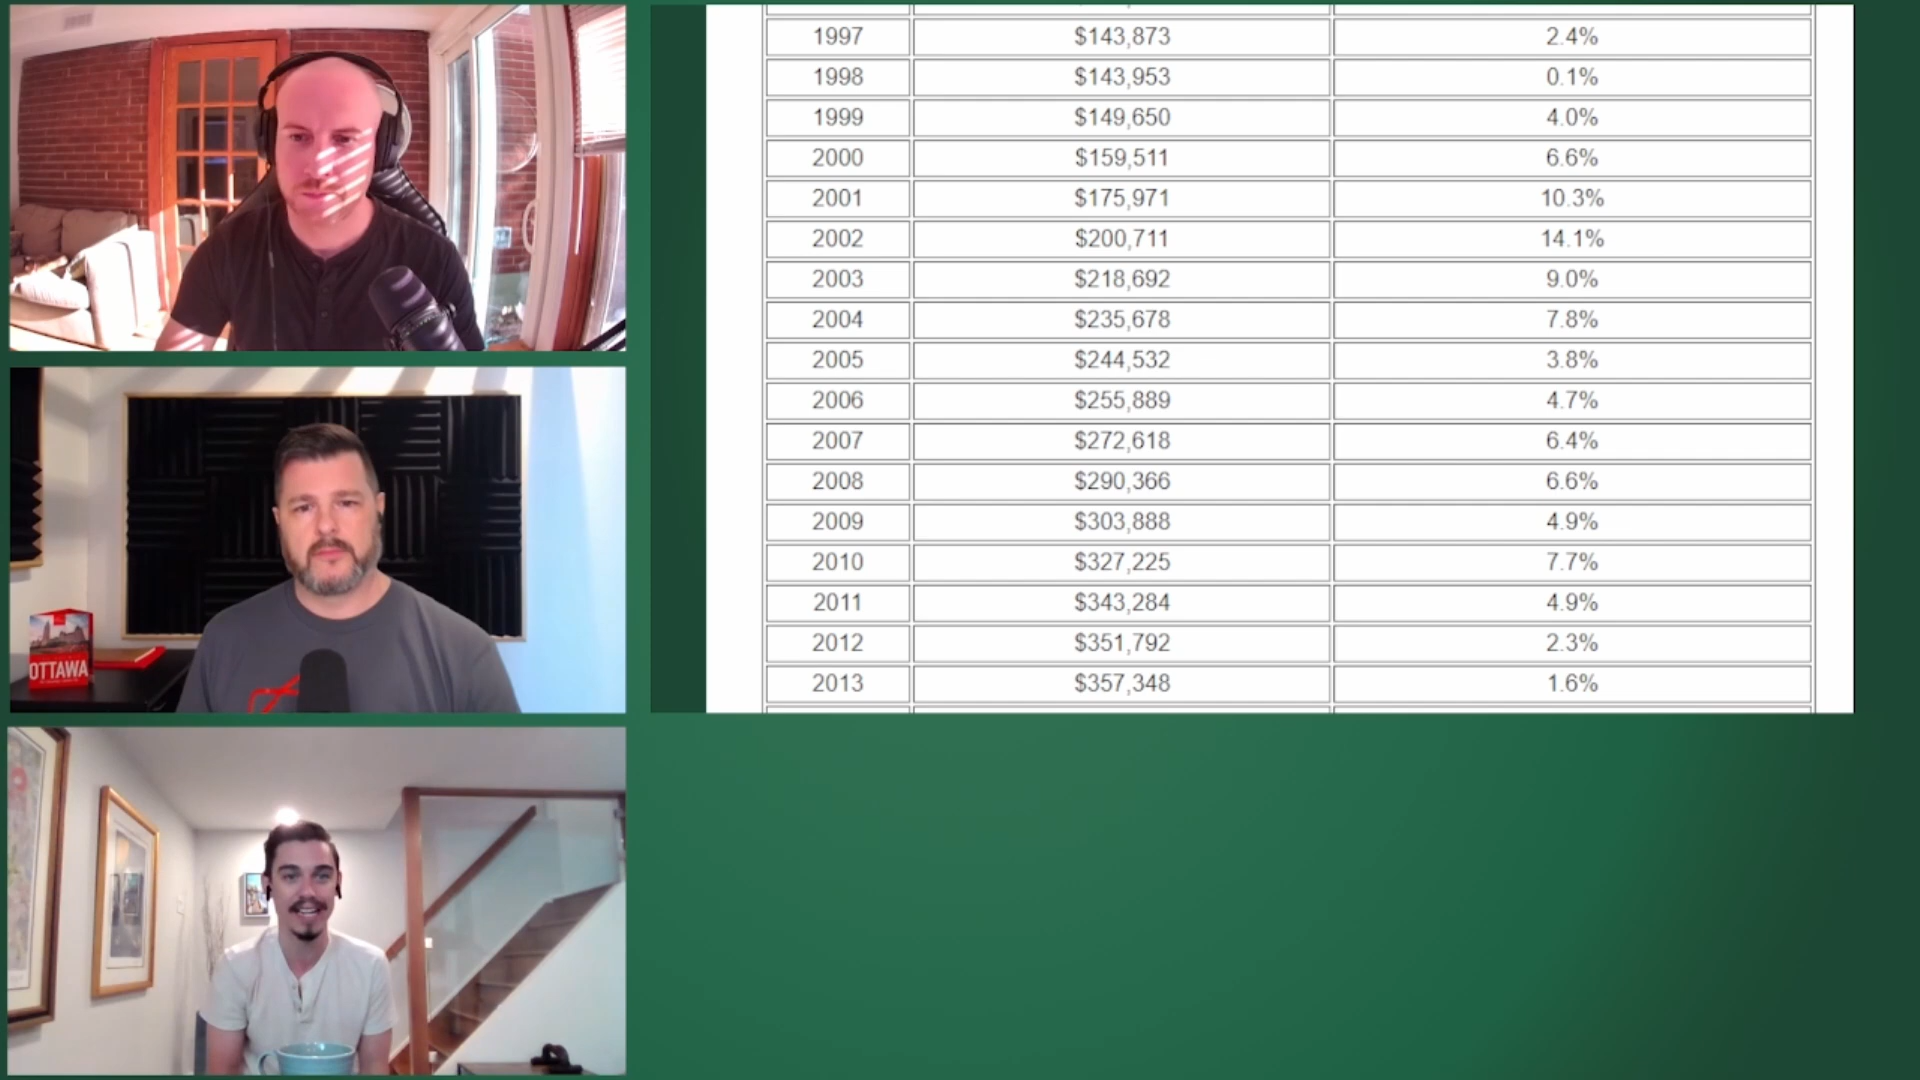 1997 $143,873 2.4%
1998 $143,953 0.1%
1999 $149,650 4.0%
2000 $159,511 6.6%
2001 $175,971 10.3%
2002 $200,711 14.1%
2003 $218,692 9.0%
2004 $235,678 7.8%
2005 $244,532 3.8%
2006 $255,889 4.7%
2007 $272,618 6.4%
2008 $290,366 6.6%
2009 $303,888 4.9%
2010 $327,225 7.7%
2011 $343,284 4.9%
2012 $351,792 2.3%
2013 $357,348 1.6%
OTTAWA